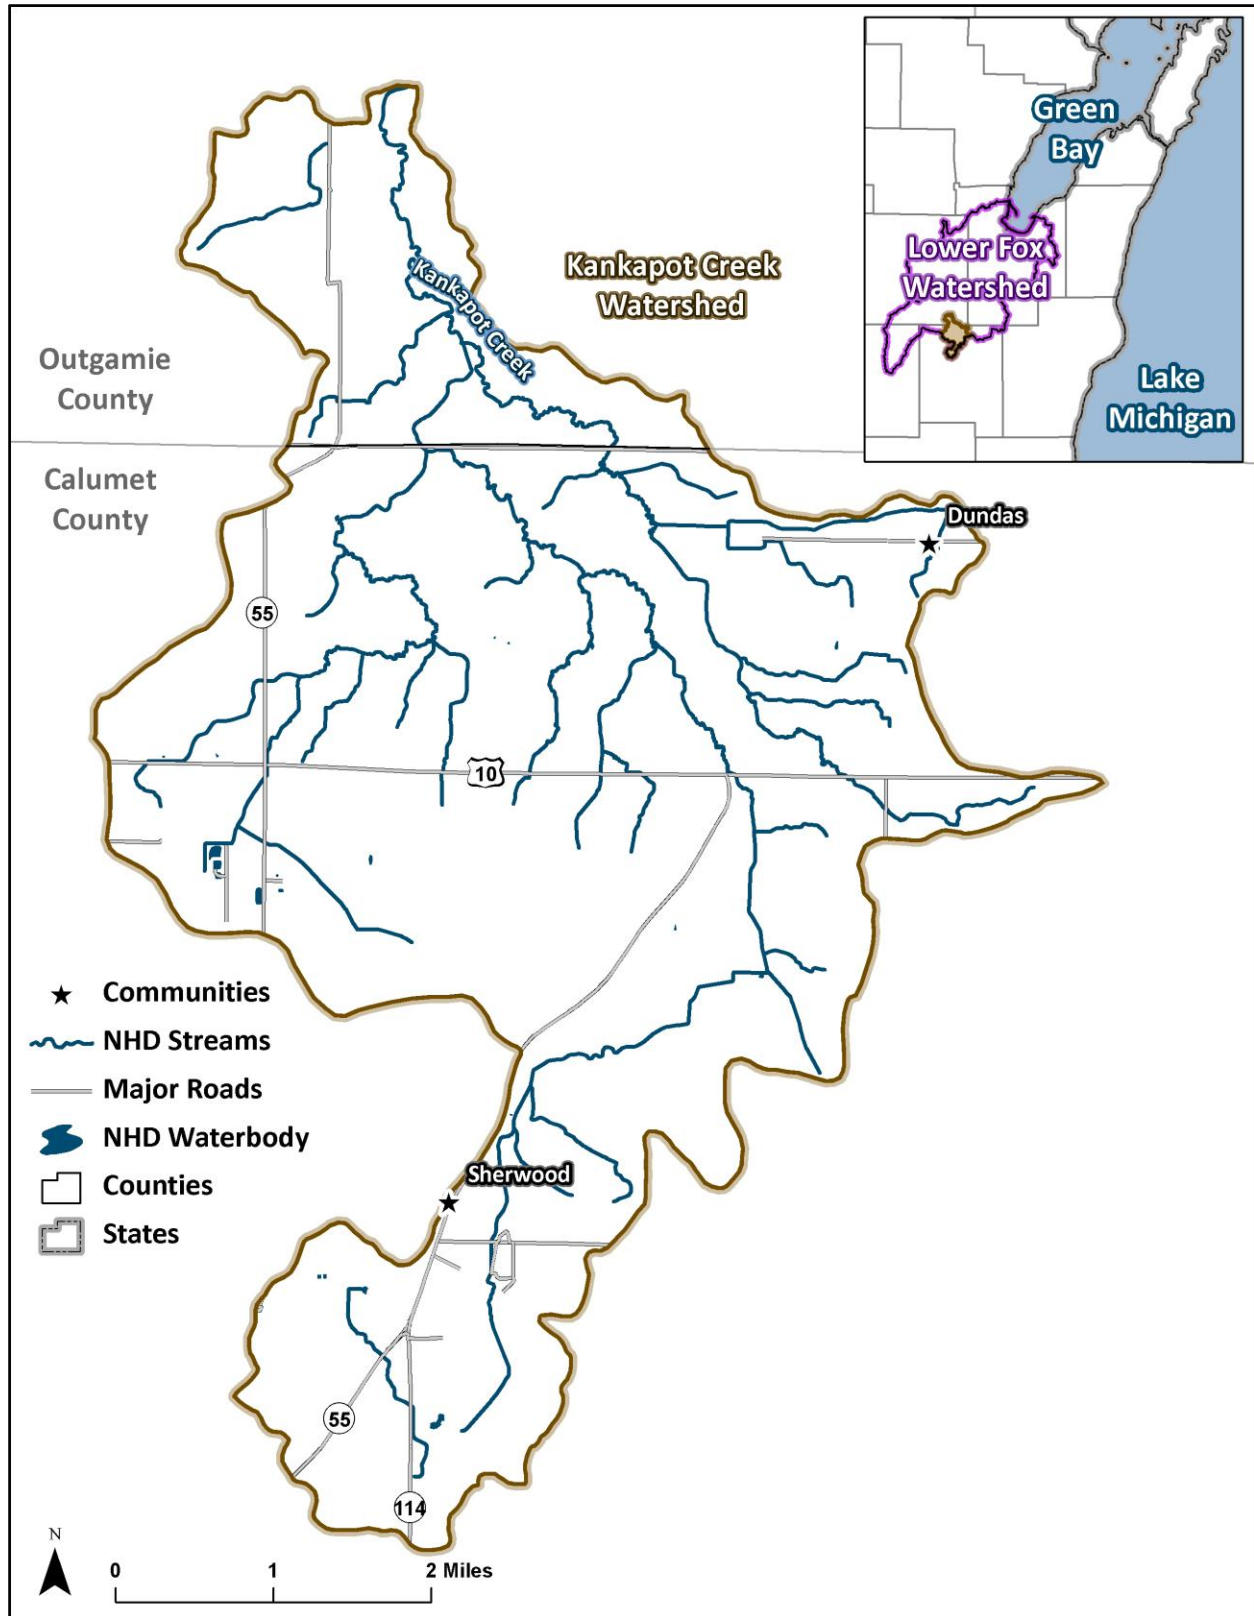 Green
Bay
Lower Fox
Watershed
Lake
Michigan
Kankapot Creek
Watershed
Kankapot Creek
Outgamie
County
Calumet
County
Dundas
55
10
Communities
NHD Streams
Major Roads
NHD Waterbody
Counties
States
Sherwood
55
114
N
0 1 2 Miles